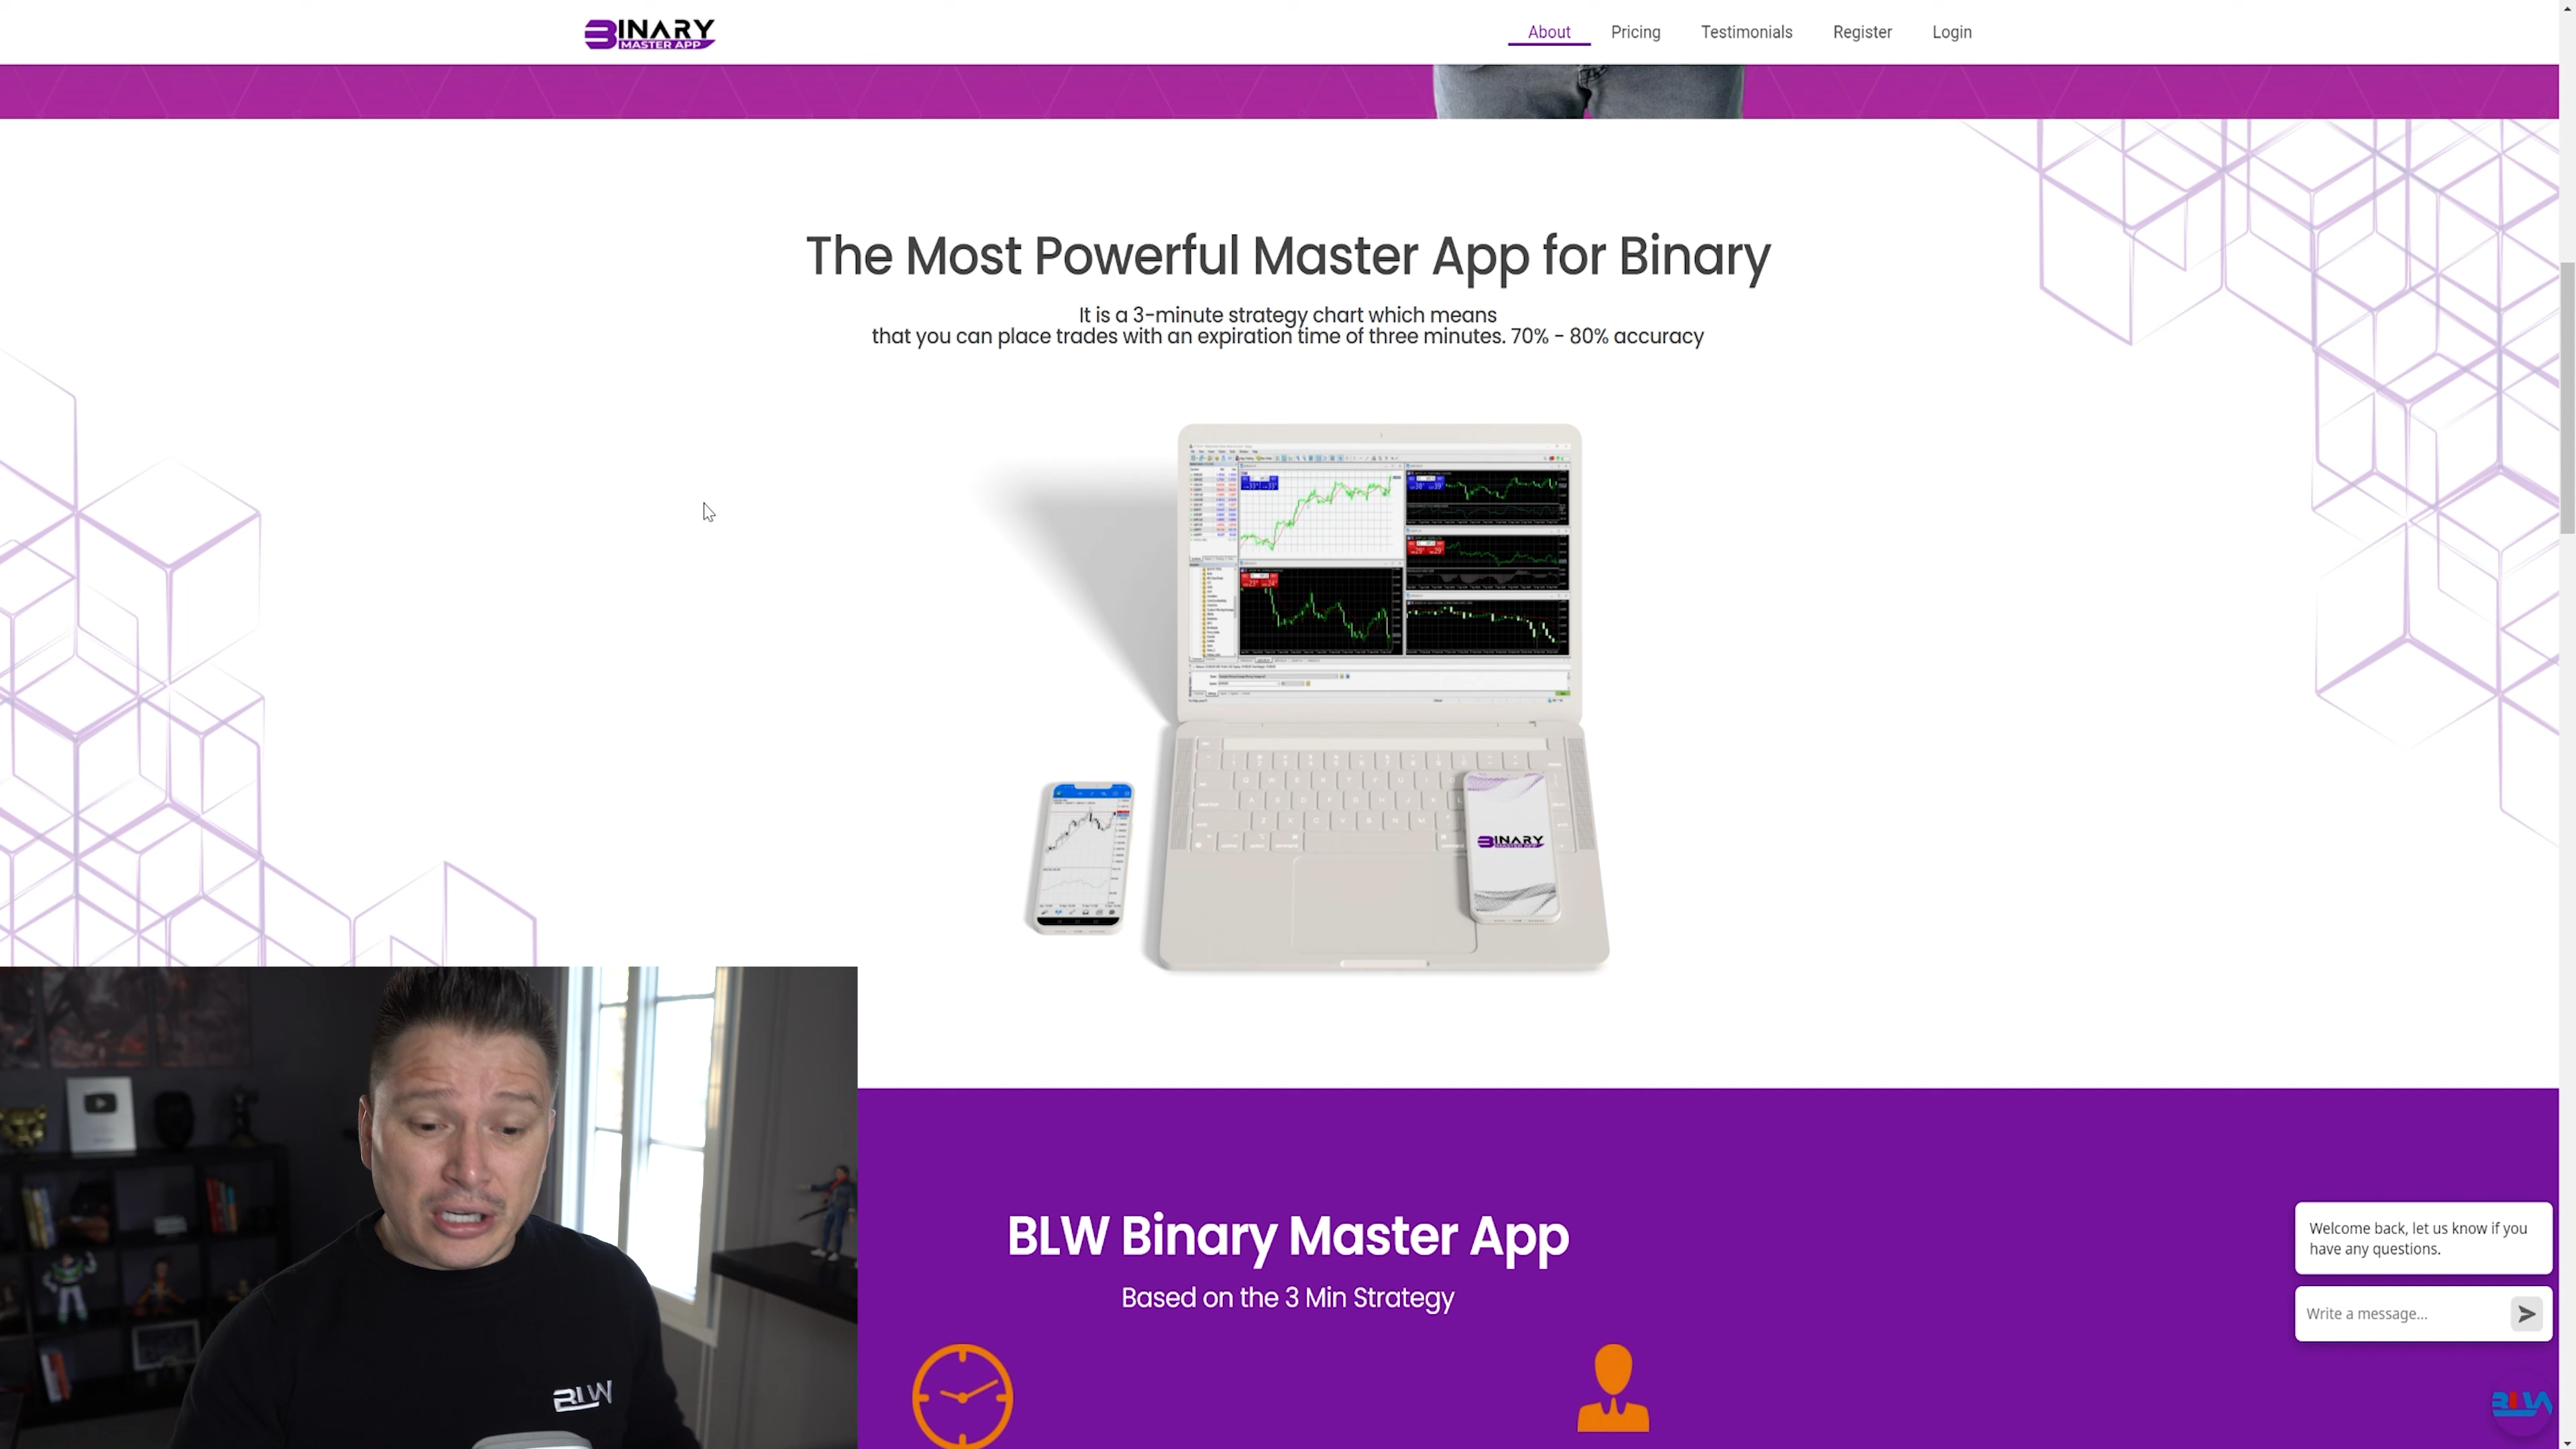 BINARY
MASTER APP
About
Pricing
Testimonials
Register
Login
The Most Powerful Master App for Binary
It is a 3-minute strategy chart which means
that you can place trades with an expiration time of three minutes. 70% - 80% accuracy
BINARY
MASTER APP
BLW Binary Master App
Based on the 3 Min Strategy
Welcome back, let us know if you
have any questions.
Write a message...
BLW
BLW